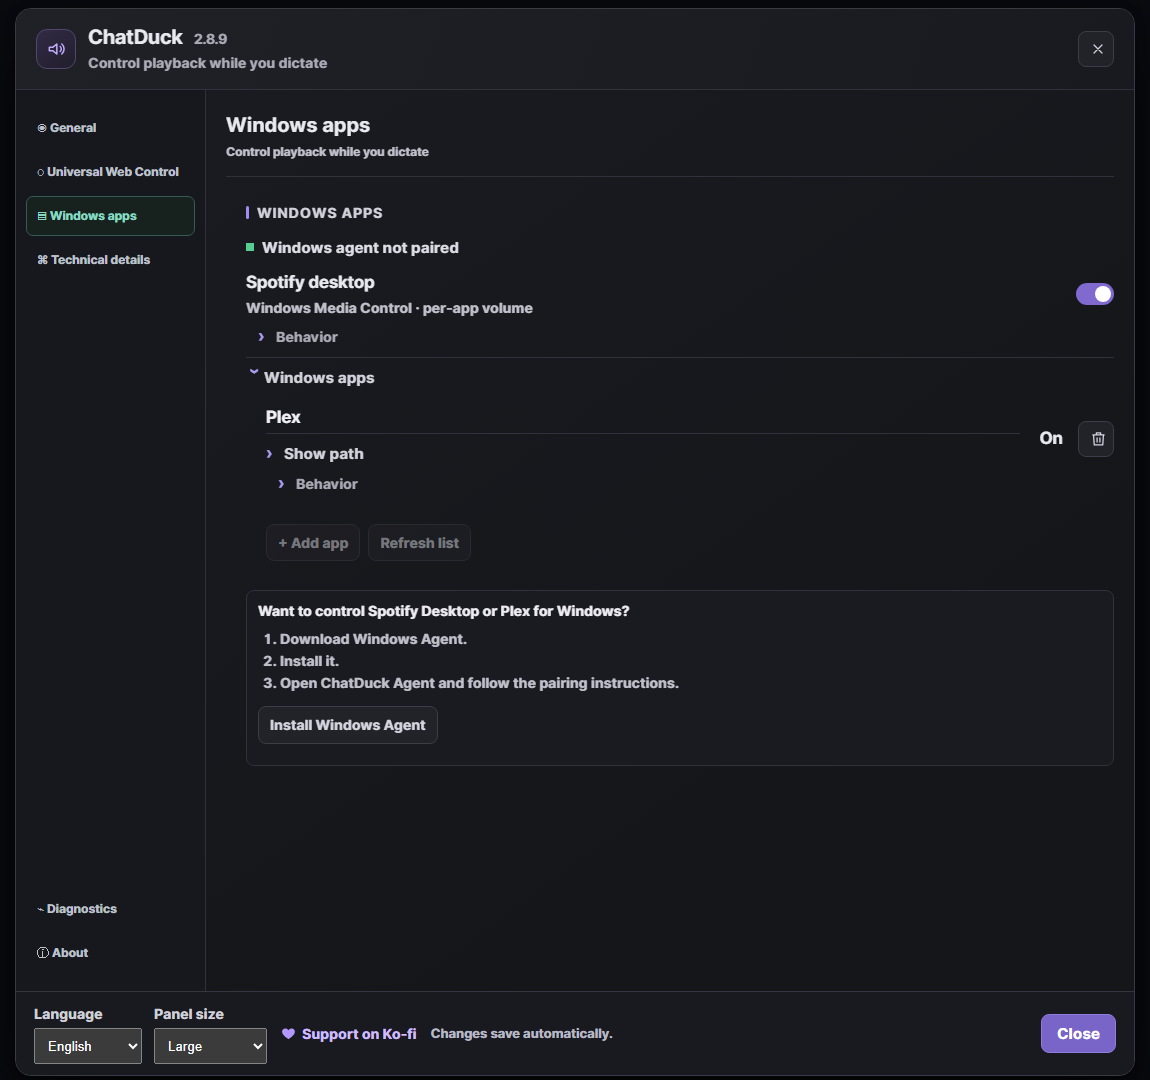 ChatDuck 2.8.9
Control playback while you dictate
General
Universal Web Control
Windows apps
Technical details
Diagnostics
About
Windows apps
Control playback while you dictate
WINDOWS APPS
Windows agent not paired
Spotify desktop
Windows Media Control · per-app volume
Behavior
Windows apps
Plex
On
Show path
Behavior
+ Add app
Refresh list
Want to control Spotify Desktop or Plex for Windows?
1. Download Windows Agent.
2. Install it.
3. Open ChatDuck Agent and follow the pairing instructions.
Install Windows Agent
Language
English
Panel size
Large
Support on Ko-fi
Changes save automatically.
Close